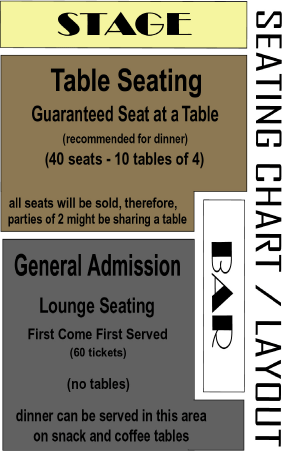 STAGE
Table Seating
Guaranteed Seat at a Table
(recommended for dinner)
(40 seats - 10 tables of 4)
all seats will be sold, therefore,
parties of 2 might be sharing a table
BAR
General Admission
Lounge Seating
First Come First Served
(60 tickets)
(no tables)
dinner can be served in this area
on snack and coffee tables
SEATING CHART / LAYOUT